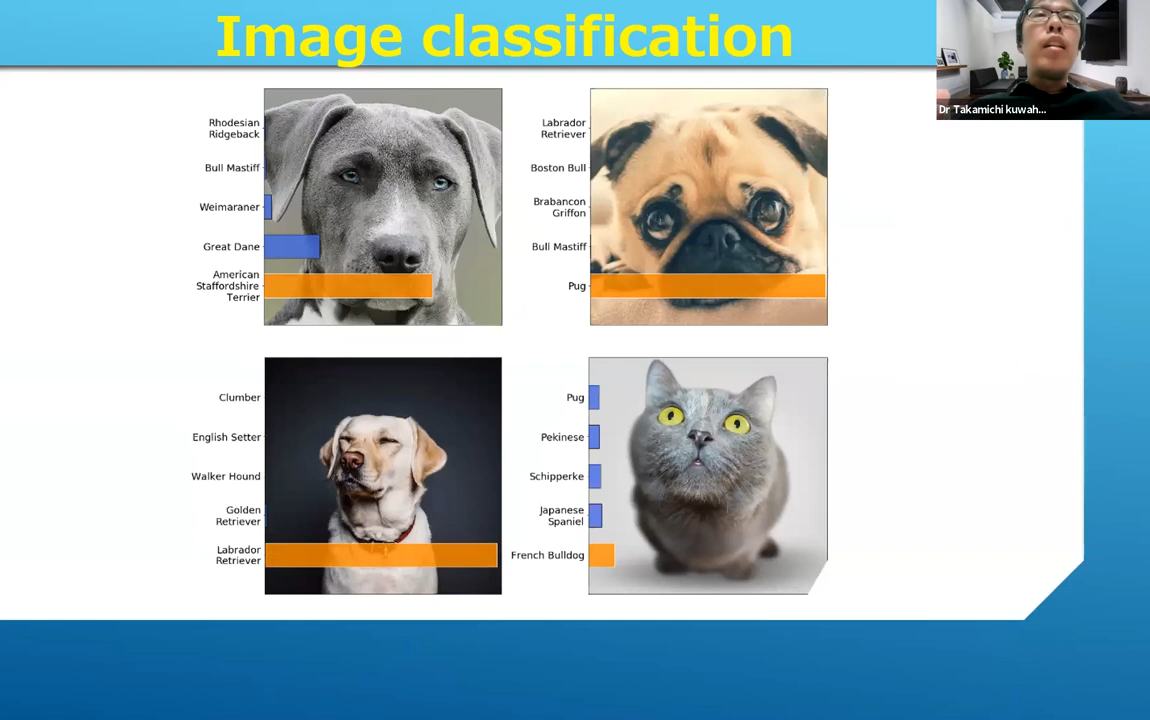 Image classification
Dr Takamichi kuwah...
Rhodesian
Ridgeback
Bull Mastiff
Weimaraner
Great Dane
American
Staffordshire
Terrier
Labrador
Retriever
Boston Bull
Brabancon
Griffon
Bull Mastiff
Pug
Clumber
English Setter
Walker Hound
Golden
Retriever
Labrador
Retriever
Pug
Pekinese
Schipperke
Japanese
Spaniel
French Bulldog